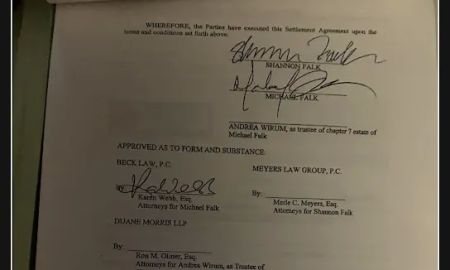 WHEREFORE, the Parties have executed this Settlement Agreement upon the
terms and conditions set forth above.
Shannon Falk
SHANNON FALK
MICHAEL FALK
ANDREA WIRUM, as trustee of chapter 7 estate of
Michael Falk
APPROVED AS TO FORM AND SUBSTANCE:
BECK LAW, P.C.
MEYERS LAW GROUP, P.C.
By:
Karin Webb, Esq.
Attorneys for Michael Falk
By:
Merle C. Meyers, Esq.
Attorneys for Shannon Falk
DUANE MORRIS LLP
By:
Ron M. Oliner, Esq.
Attorneys for Andrea Wirum, as Trustee of